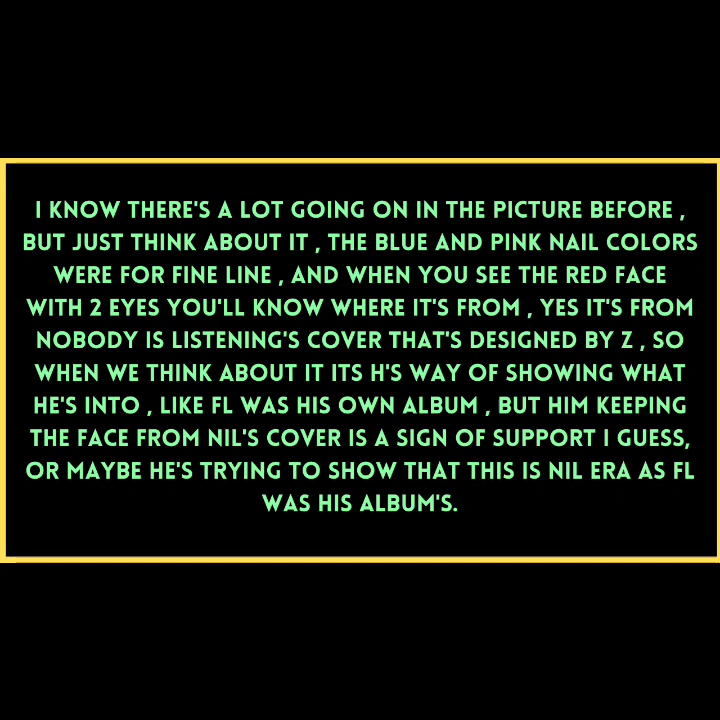 I KNOW THERE'S A LOT GOING ON IN THE PICTURE BEFORE ,
BUT JUST THINK ABOUT IT , THE BLUE AND PINK NAIL COLORS
WERE FOR FINE LINE , AND WHEN YOU SEE THE RED FACE
WITH 2 EYES YOU'LL KNOW WHERE IT'S FROM , YES IT'S FROM
NOBODY IS LISTENING'S COVER THAT'S DESIGNED BY Z , SO
WHEN WE THINK ABOUT IT ITS H'S WAY OF SHOWING WHAT
HE'S INTO , LIKE FL WAS HIS OWN ALBUM , BUT HIM KEEPING
THE FACE FROM NIL'S COVER IS A SIGN OF SUPPORT I GUESS,
OR MAYBE HE'S TRYING TO SHOW THAT THIS IS NIL ERA AS FL
WAS HIS ALBUM'S.